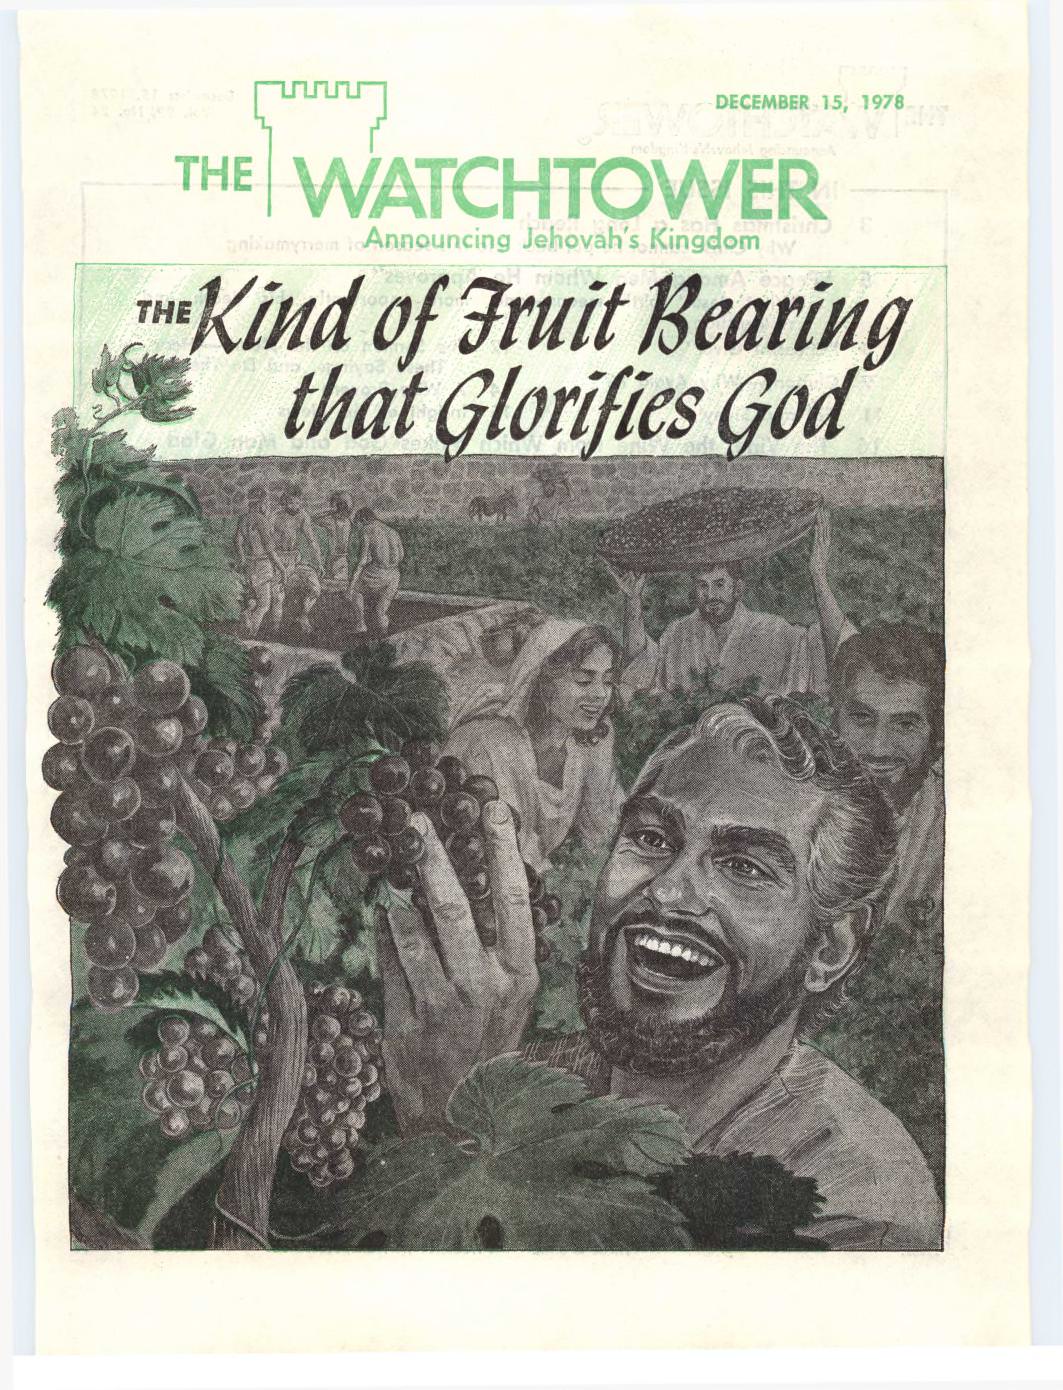 DECEMBER 15, 1978
THE WATCHTOWER
Announcing Jehovah's Kingdom
THE Kind of Fruit Bearing
that Glorifies God